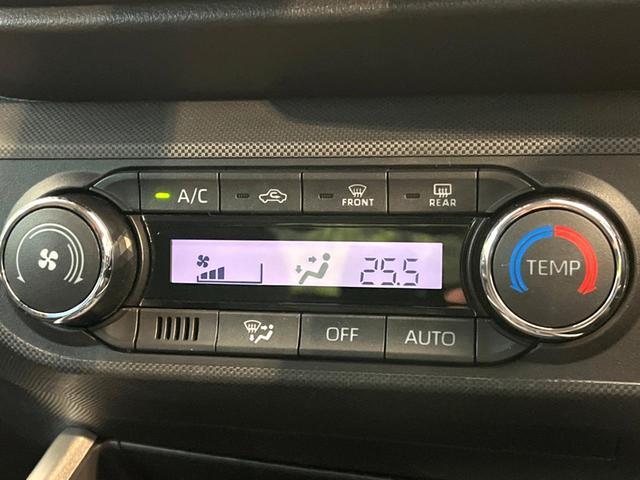 A/C
FRONT
REAR
25.5
TEMP
OFF
AUTO